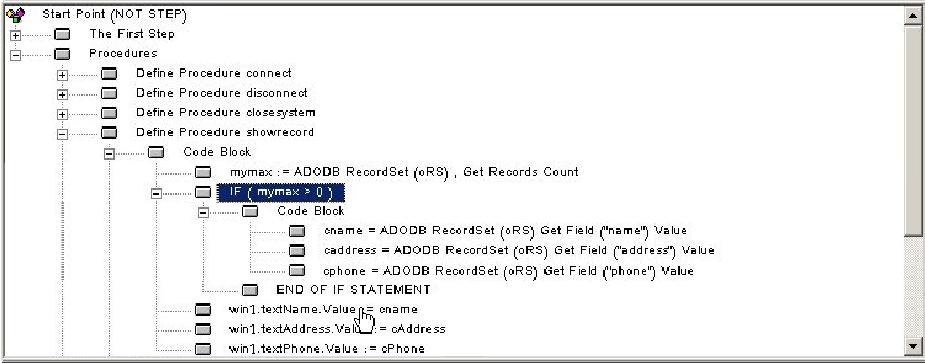 Start Point (NOT STEP)
The First Step
Procedures
Define Procedure connect
Define Procedure disconnect
Define Procedure closesystem
Define Procedure showrecord
Code Block
mymax := ADODB RecordSet (oRS) , Get Records Count
IF ( mymax > 0 )
Code Block
cname = ADODB RecordSet (oRS) Get Field ("name") Value
caddress = ADODB RecordSet (oRS) Get Field ("address") Value
cphone = ADODB RecordSet (oRS) Get Field ("phone") Value
END OF IF STATEMENT
win1.textName.Value := cname
win1.textAddress.Value := cAddress
win1.textPhone.Value := cPhone